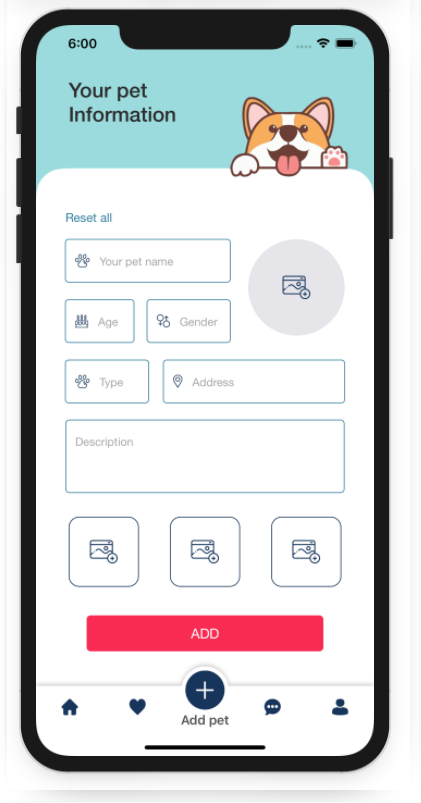 6:00
Your pet
Information
Reset all
Your pet name
Age
Gender
Type
Address
Description
ADD
Add pet